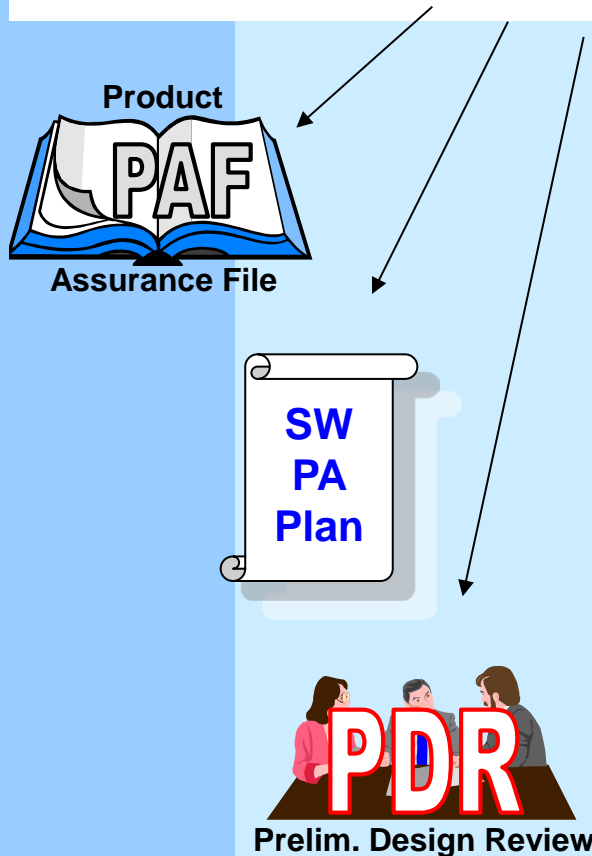 Product
PAF
Assurance File
SW
PA
Plan
PDR
Prelim. Design Review